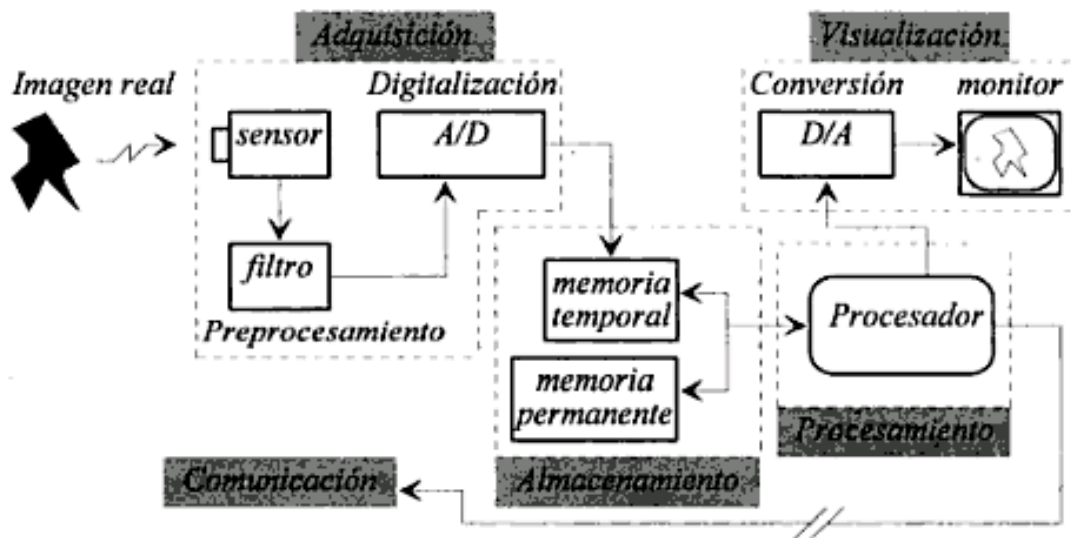 Adquisición
Visualización
Imagen real
Digitalización
Conversión
monitor
sensor
A/D
D/A
filtro
Preprocesamiento
memoria
temporal
Procesador
memoria
permanente
Procesamiento
Comunicación
Almacenamiento